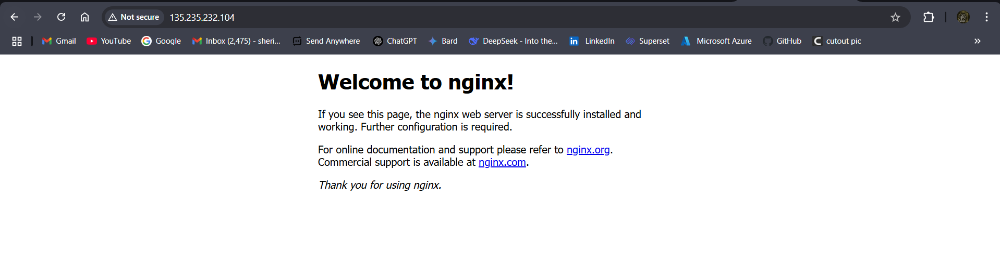 Not secure 135.235.232.104
Gmail YouTube Google Inbox (2,475) - sheri... Send Anywhere ChatGPT Bard DeepSeek - Into the... LinkedIn Superset Microsoft Azure GitHub cutout pic
Welcome to nginx!
If you see this page, the nginx web server is successfully installed and
working. Further configuration is required.
For online documentation and support please refer to nginx.org.
Commercial support is available at nginx.com.
Thank you for using nginx.